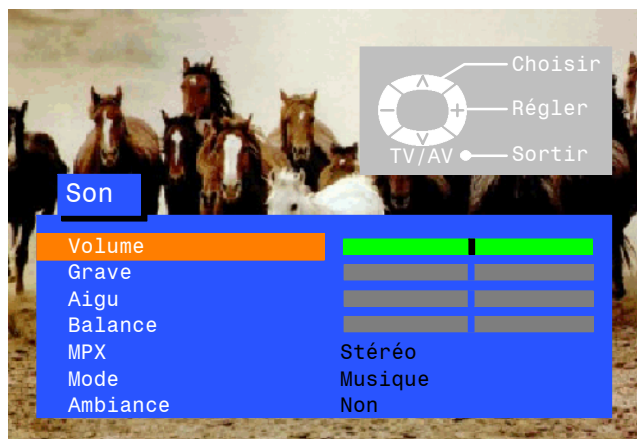 Choisir
Régler
TV/AV Sortir
Son
Volume
Grave
Aigu
Balance
MPX Stéréo
Mode Musique
Ambiance Non